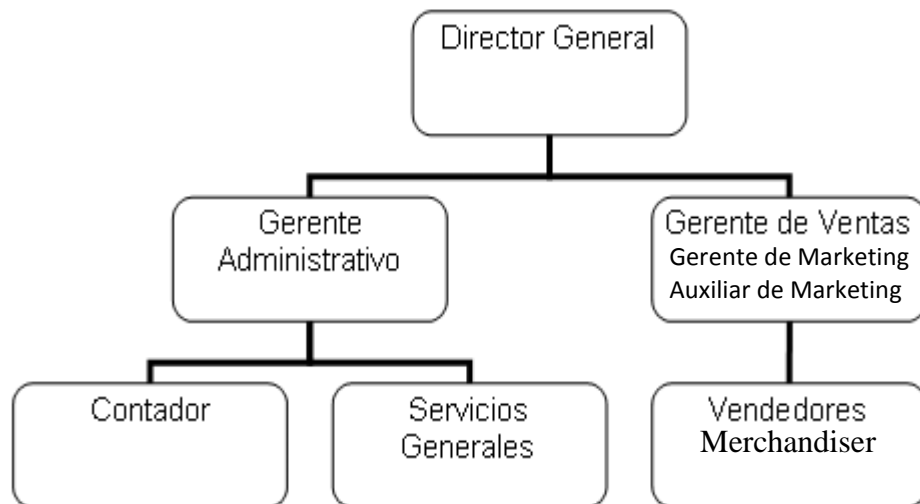 Director General
Gerente
Administrativo
Gerente de Ventas
Gerente de Marketing
Auxiliar de Marketing
Contador
Servicios
Generales
Vendedores
Merchandiser